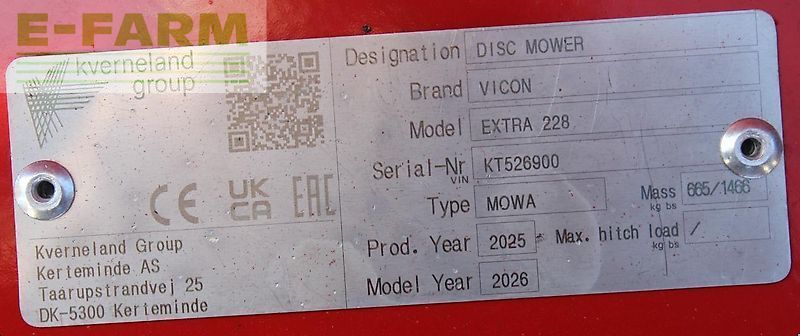 E-FARM
kverneland
group
CE UK CA EAC
Kverneland Group
Kerteminde AS
Taarupstrandvej 25
DK-5300 Kerteminde
Designation DISC MOWER
Brand VICON
Model EXTRA 228
Serial-Nr VIN KT526900
Type MOWA Mass kg bs 665/1466
Prod. Year 2025 Max. hitch load kg bs /
Model Year 2026